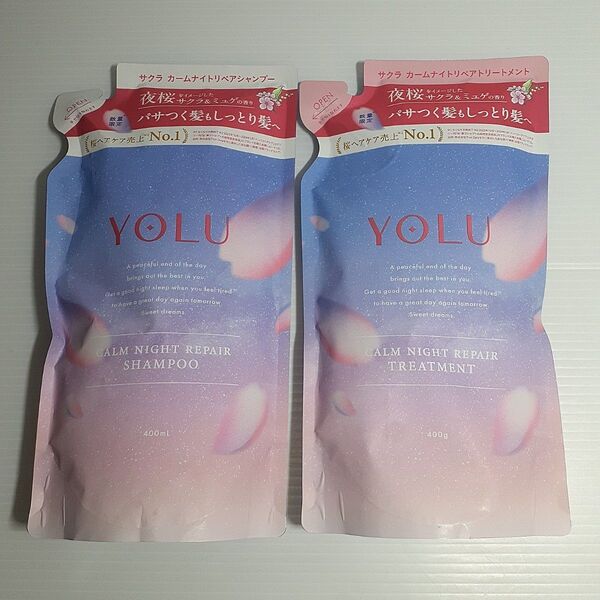 サクラ カームナイトリペアシャンプー
OPEN
夜桜をイメージした
サクラ&ミュゲの香り
数量
限定
パサつく髪もしっとり髪へ
桜ヘアケア売上 No.1
YOLU
A peaceful end of the day
brings out the best in you.
Get a good night sleep when you feel tired
to have a great day again tomorrow.
Sweet dreams.
CALM NIGHT REPAIR
SHAMPOO
400mL
サクラ カームナイトリペアトリートメント
OPEN
夜桜をイメージした
サクラ&ミュゲの香り
数量
限定
パサつく髪もしっとり髪へ
桜ヘアケア売上 No.1
YOLU
A peaceful end of the day
brings out the best in you.
Get a good night sleep when you feel tired
to have a great day again tomorrow.
Sweet dreams.
CALM NIGHT REPAIR
TREATMENT
400g